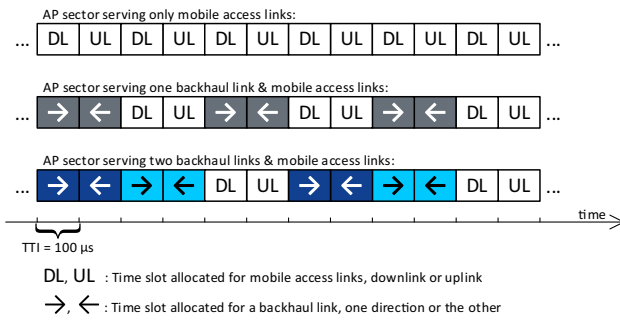 AP sector serving only mobile access links:
... DL UL DL UL DL UL DL UL DL UL DL UL ...
AP sector serving one backhaul link & mobile access links:
... → ← DL UL → ← DL UL → ← DL UL ...
AP sector serving two backhaul links & mobile access links:
... → ← → ← DL UL → ← → ← DL UL ...
time
TTI = 100 µs
DL, UL : Time slot allocated for mobile access links, downlink or uplink
→, ← : Time slot allocated for a backhaul link, one direction or the other